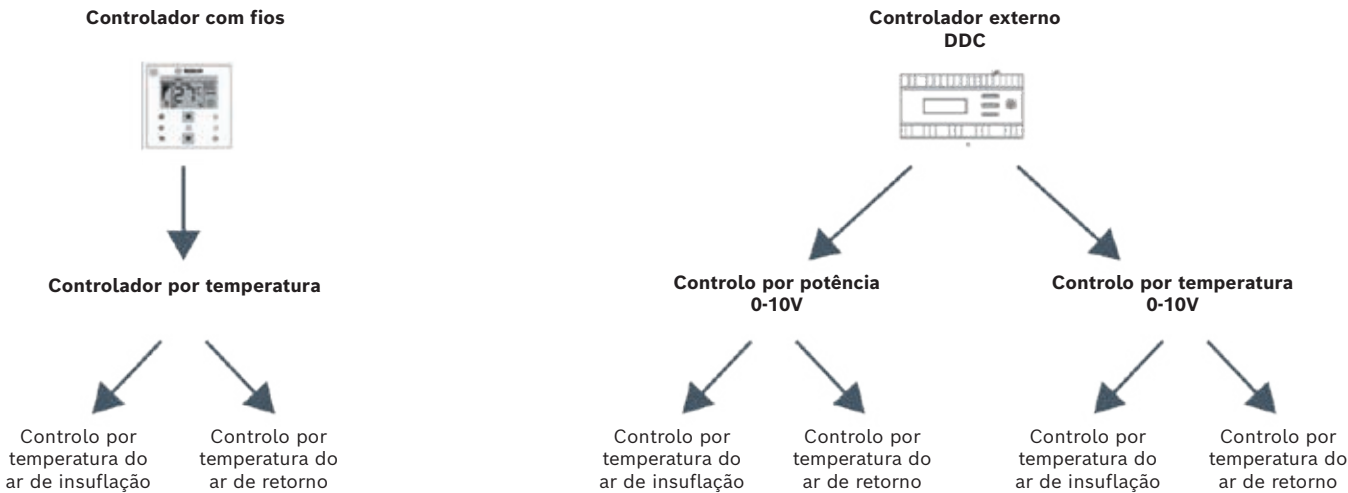 Controlador com fios
BOSCH
Controlador por temperatura
Controlo por
temperatura do
ar de insuflação
Controlo por
temperatura do
ar de retorno
Controlador externo
DDC
Controlo por potência
0-10V
Controlo por
temperatura do
ar de insuflação
Controlo por
temperatura do
ar de retorno
Controlo por temperatura
0-10V
Controlo por
temperatura do
ar de insuflação
Controlo por
temperatura do
ar de retorno